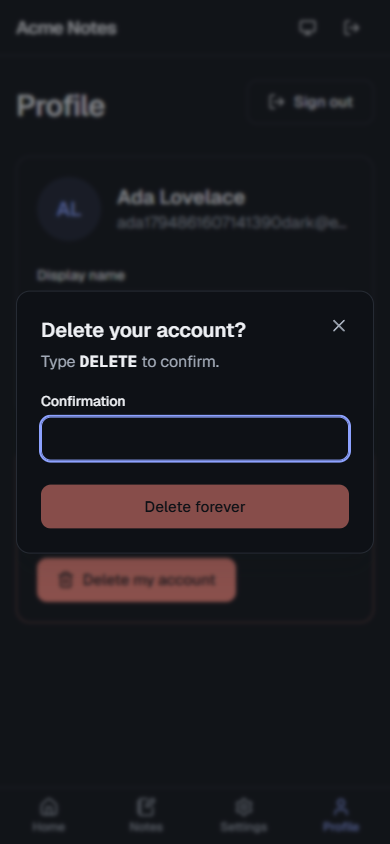 Acme Notes
Profile
Sign out
AL
Ada Lovelace
ada1794861607141390dark@e...
Display name
Delete your account?
Type DELETE to confirm.
Confirmation
Delete forever
Delete my account
Home
Notes
Settings
Profile